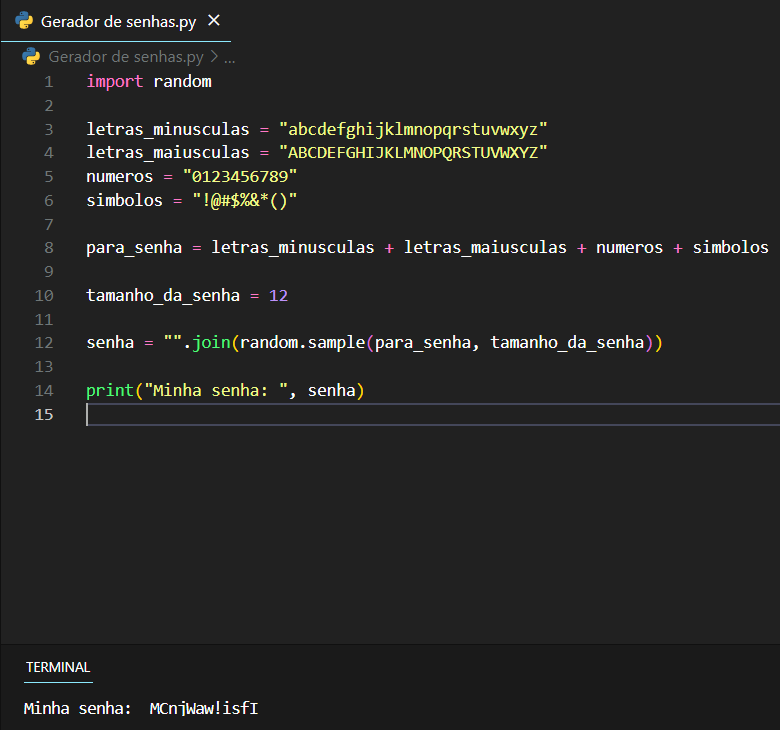 Gerador de senhas.py ×
Gerador de senhas.py > ...
1 import random
2
3 letras_minusculas = "abcdefghijklmnopqrstuvwxyz"
4 letras_maiusculas = "ABCDEFGHIJKLMNOPQRSTUVWXYZ"
5 numeros = "0123456789"
6 simbolos = "!@#$%&*()"
7
8 para_senha = letras_minusculas + letras_maiusculas + numeros + simbolos
9
10 tamanho_da_senha = 12
11
12 senha = "".join(random.sample(para_senha, tamanho_da_senha))
13
14 print("Minha senha: ", senha)
15
TERMINAL
Minha senha:  MCnjWaw!isfI